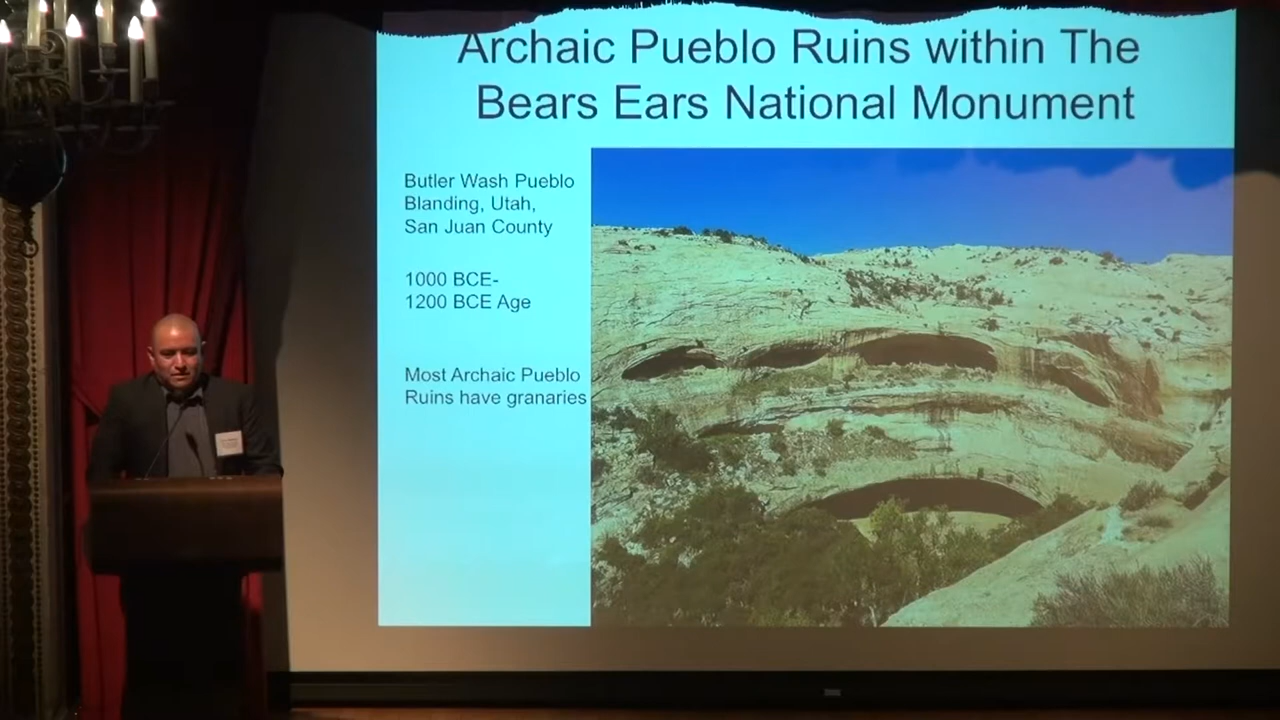 Archaic Pueblo Ruins within The
Bears Ears National Monument
Butler Wash Pueblo
Blanding, Utah,
San Juan County
1000 BCE-
1200 BCE Age
Most Archaic Pueblo
Ruins have granaries